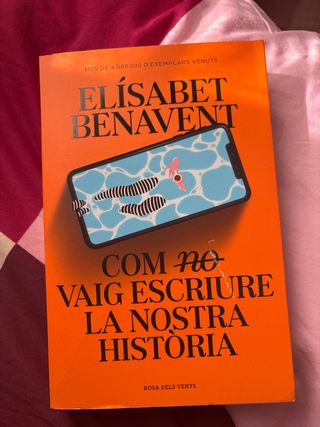 MÉS DE 4.000.000 D'EXEMPLARS VENUTS
ELÍSABET
BENAVENT
COM no
VAIG ESCRIURE
LA NOSTRA
HISTÒRIA
ROSA DELS VENTS